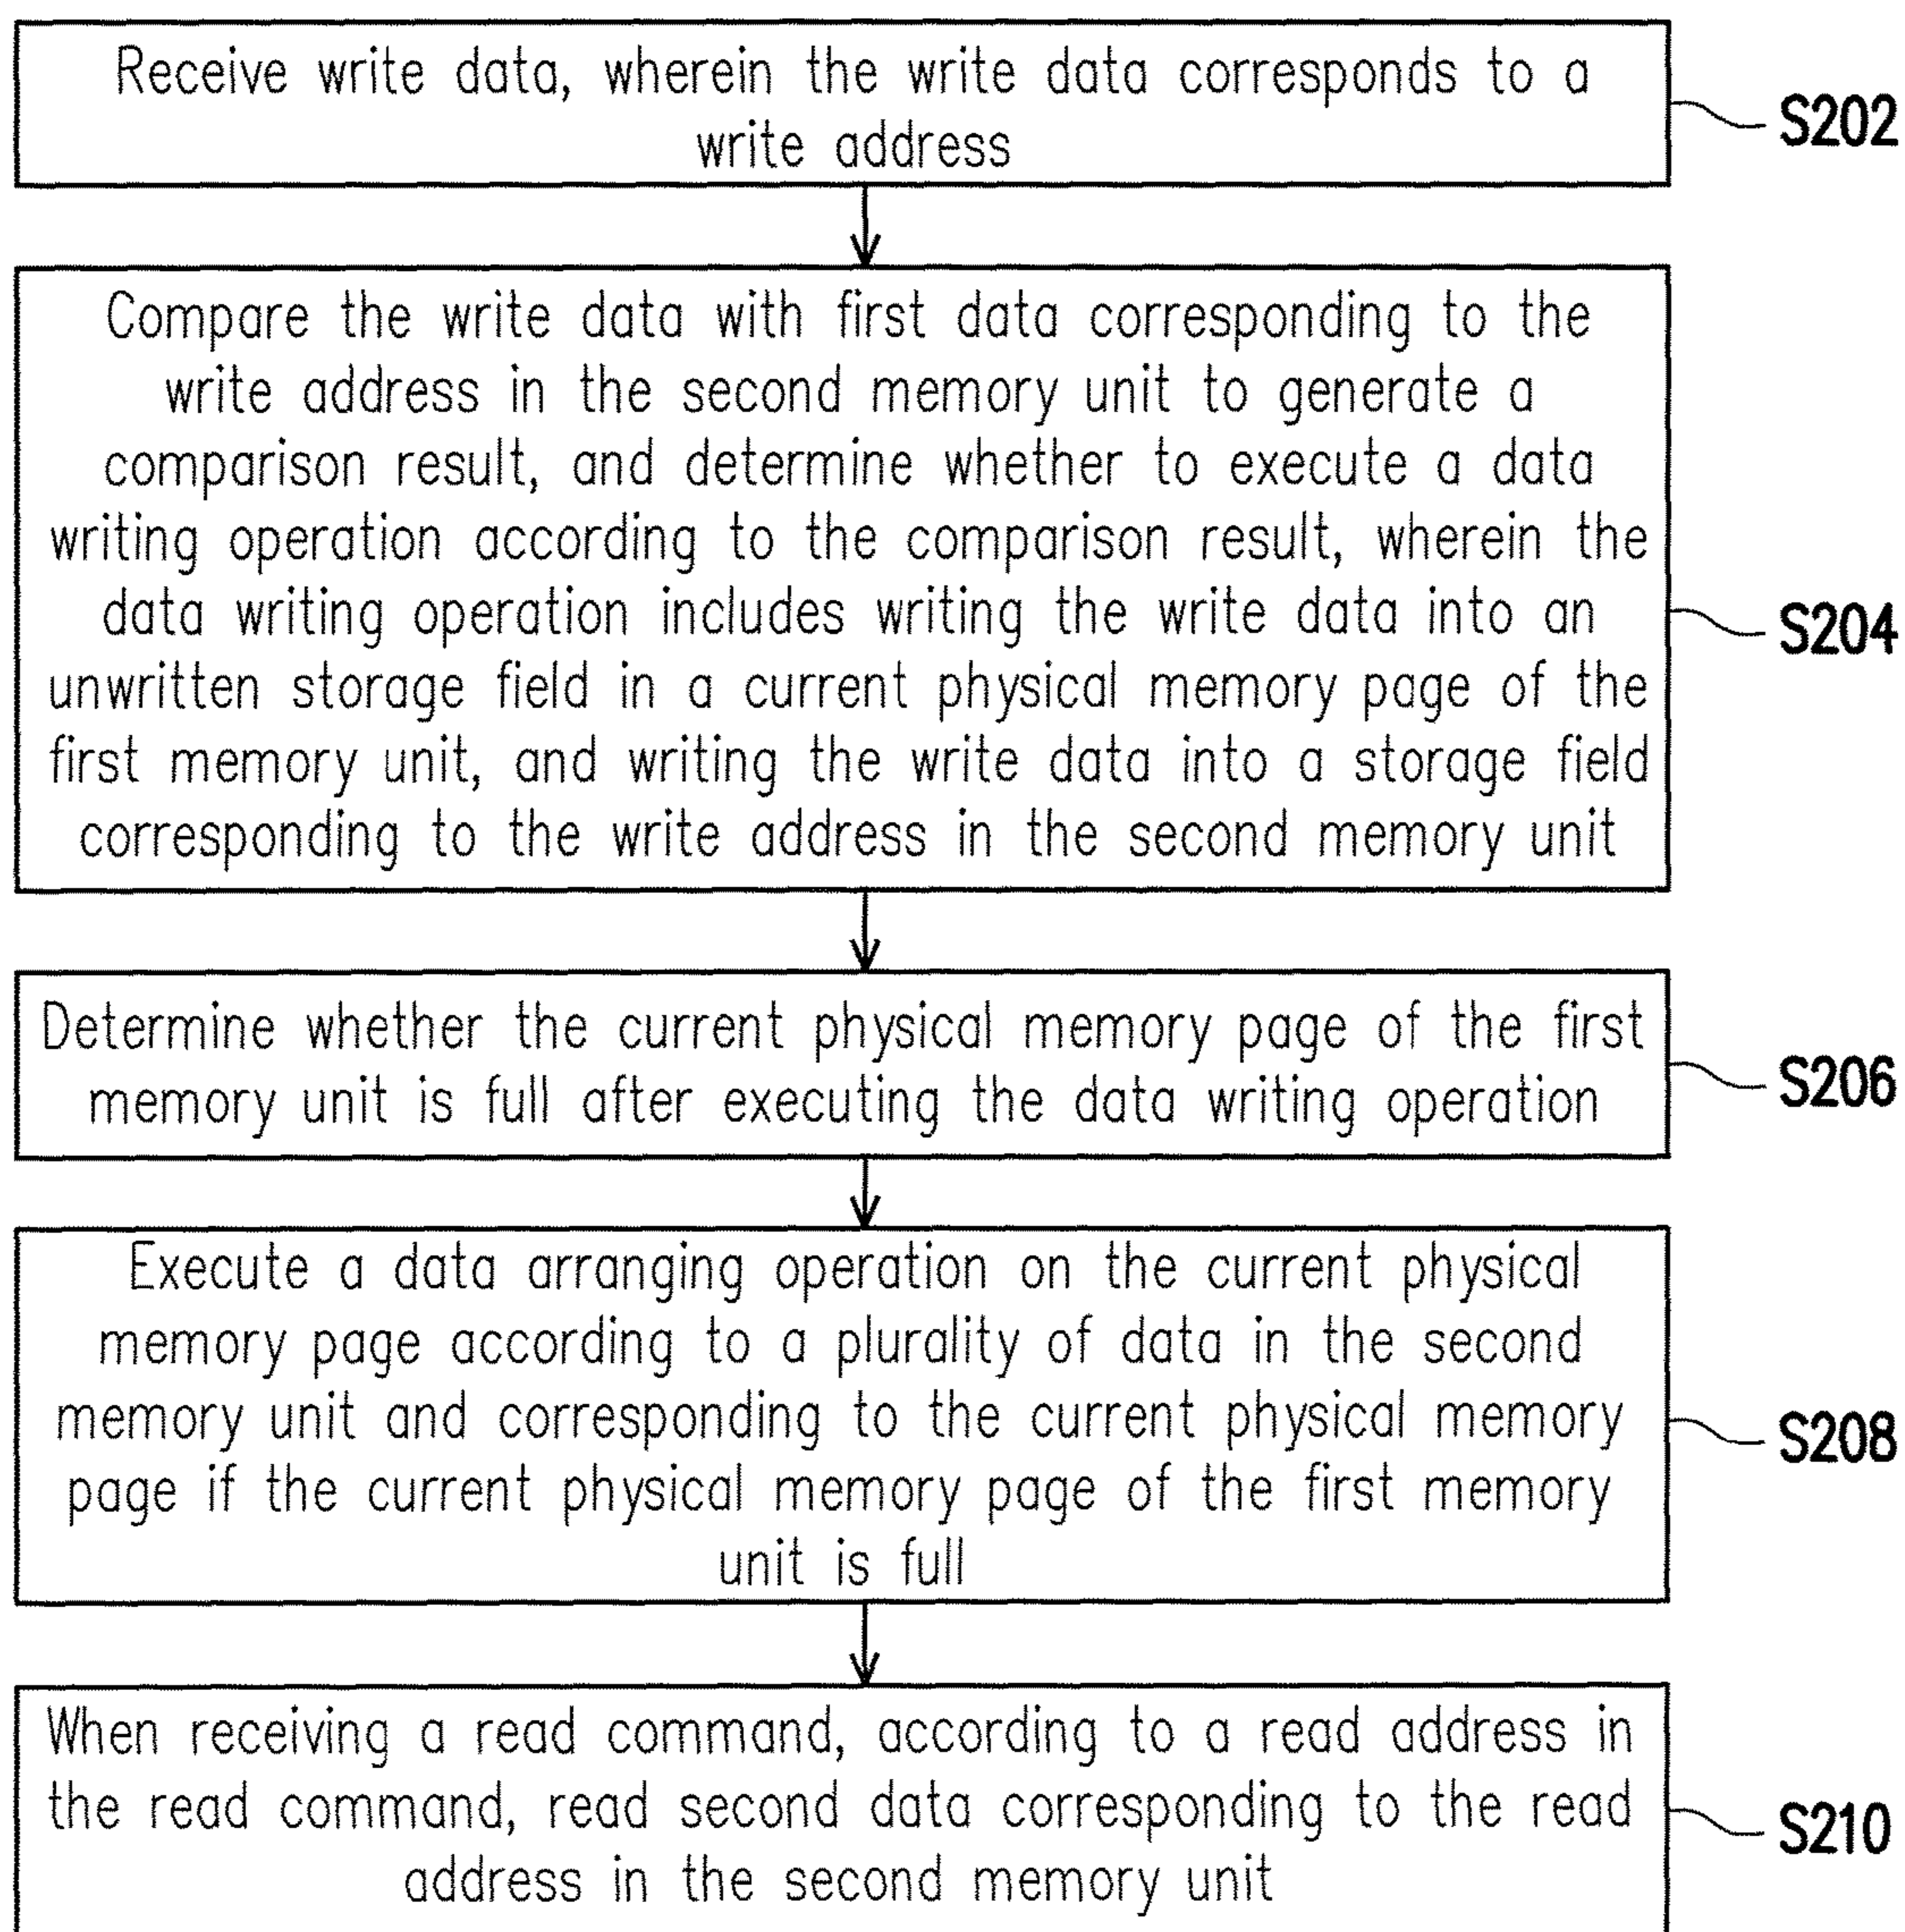 Receive write data, wherein the write data corresponds to a
write address
S202
Compare the write data with first data corresponding to the
write address in the second memory unit to generate a
comparison result, and determine whether to execute a data
writing operation according to the comparison result, wherein the
data writing operation includes writing the write data into an
unwritten storage field in a current physical memory page of the
first memory unit, and writing the write data into a storage field
corresponding to the write address in the second memory unit
S204
Determine whether the current physical memory page of the first
memory unit is full after executing the data writing operation
S206
Execute a data arranging operation on the current physical
memory page according to a plurality of data in the second
memory unit and corresponding to the current physical memory
page if the current physical memory page of the first memory
unit is full
S208
When receiving a read command, according to a read address in
the read command, read second data corresponding to the read
address in the second memory unit
S210